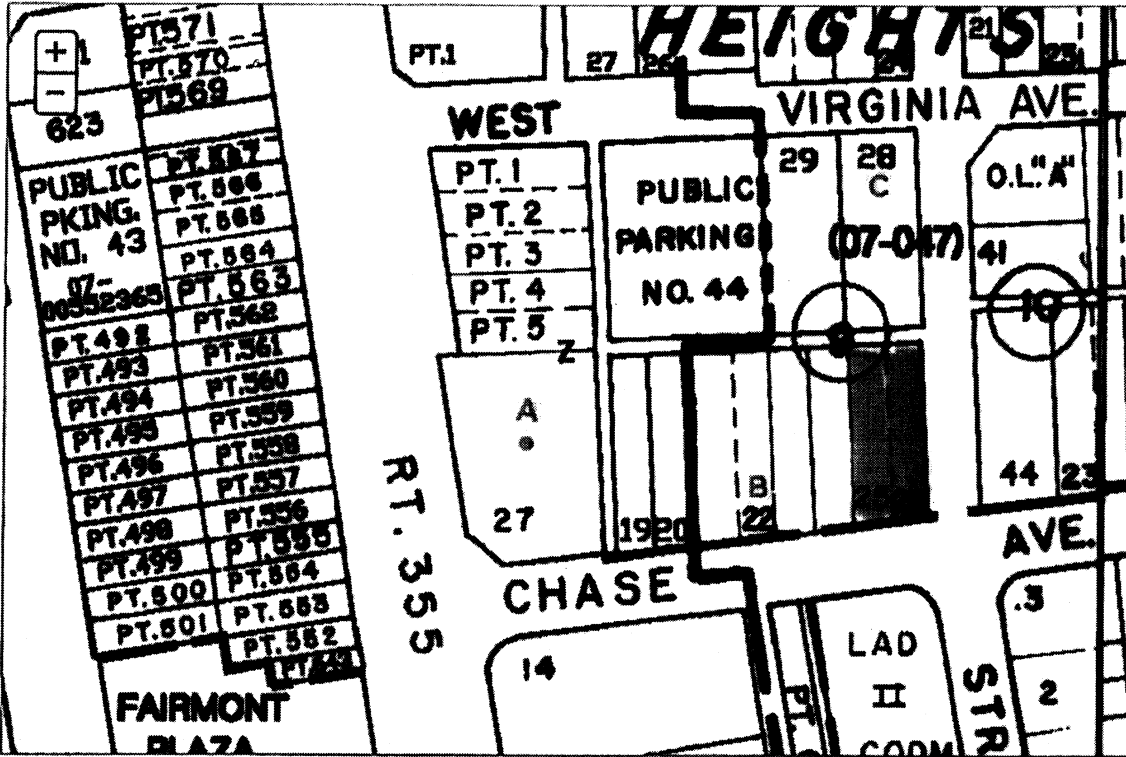 PT.571
PT.570
PT.569
623
PUBLIC
PKING.
NO. 43
07-
00552365
PT.567
PT.566
PT.565
PT.564
PT.563
PT.562
PT.561
PT.560
PT.559
PT.558
PT.557
PT.556
PT.555
PT.554
PT.553
PT.552
PT.492
PT.493
PT.494
PT.495
PT.496
PT.497
PT.498
PT.499
PT.500
PT.501
FAIRMONT
PLAZA
PT.1
27
26
HEIGHTS
21
WEST VIRGINIA AVE.
PT. 1
PT. 2
PT. 3
PT. 4
PT. 5
Z
PUBLIC
PARKING
NO. 44
29
28
C
(07-047)
O.L."A"
41
10
A
27
19
20
B
22
44
23
RT. 355
CHASE AVE.
14
LAD
II
.3
2
STR